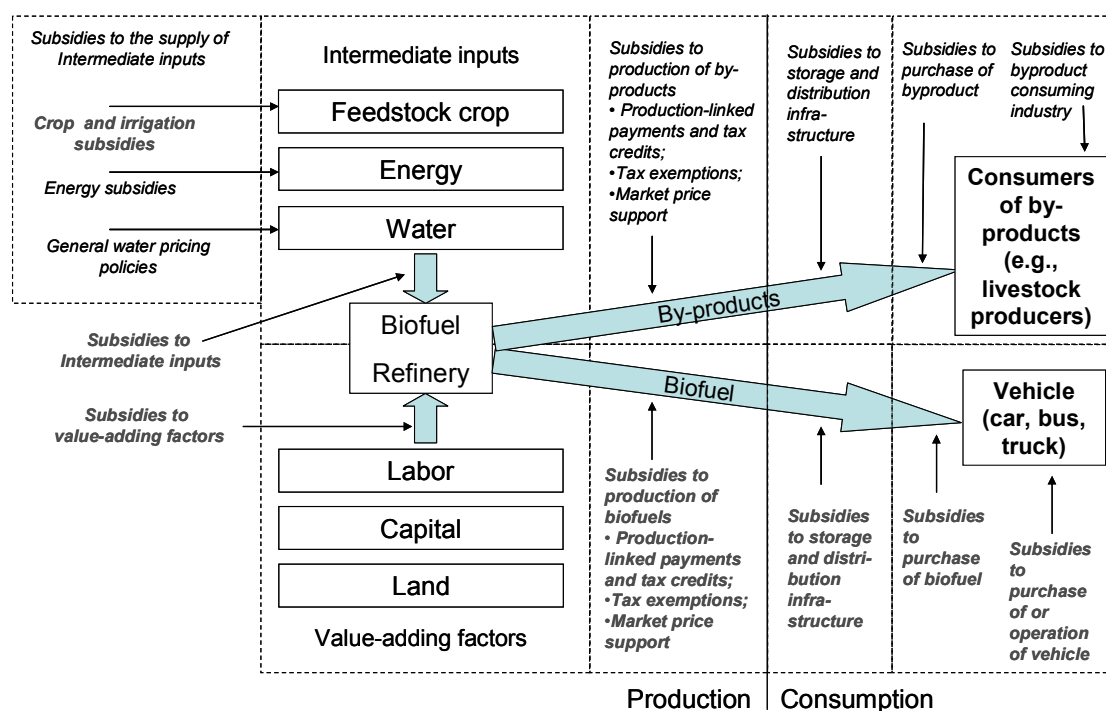 Subsidies to the supply of
Intermediate inputs
Crop and irrigation
subsidies
Energy subsidies
General water pricing
policies
Intermediate inputs
Feedstock crop
Energy
Water
Subsidies to
production of by-
products
• Production-linked
payments and tax
credits;
•Tax exemptions;
•Market price
support
Subsidies to
storage and
distribution
infra-
structure
Subsidies to
purchase of
byproduct
Subsidies to
byproduct
consuming
industry
Consumers
of by-
products
(e.g.,
livestock
producers)
By-products
Biofuel
Refinery
Subsidies to
Intermediate inputs
Subsidies to
value-adding factors
Biofuel
Vehicle
(car, bus,
truck)
Labor
Capital
Land
Value-adding factors
Subsidies to
production of
biofuels
• Production-
linked payments
and tax credits;
•Tax exemptions;
•Market price
support
Subsidies
to storage
and distri-
bution
infra-
structure
Subsidies
to
purchase
of biofuel
Subsidies
to
purchase
of or
operation
of vehicle
Production
Consumption